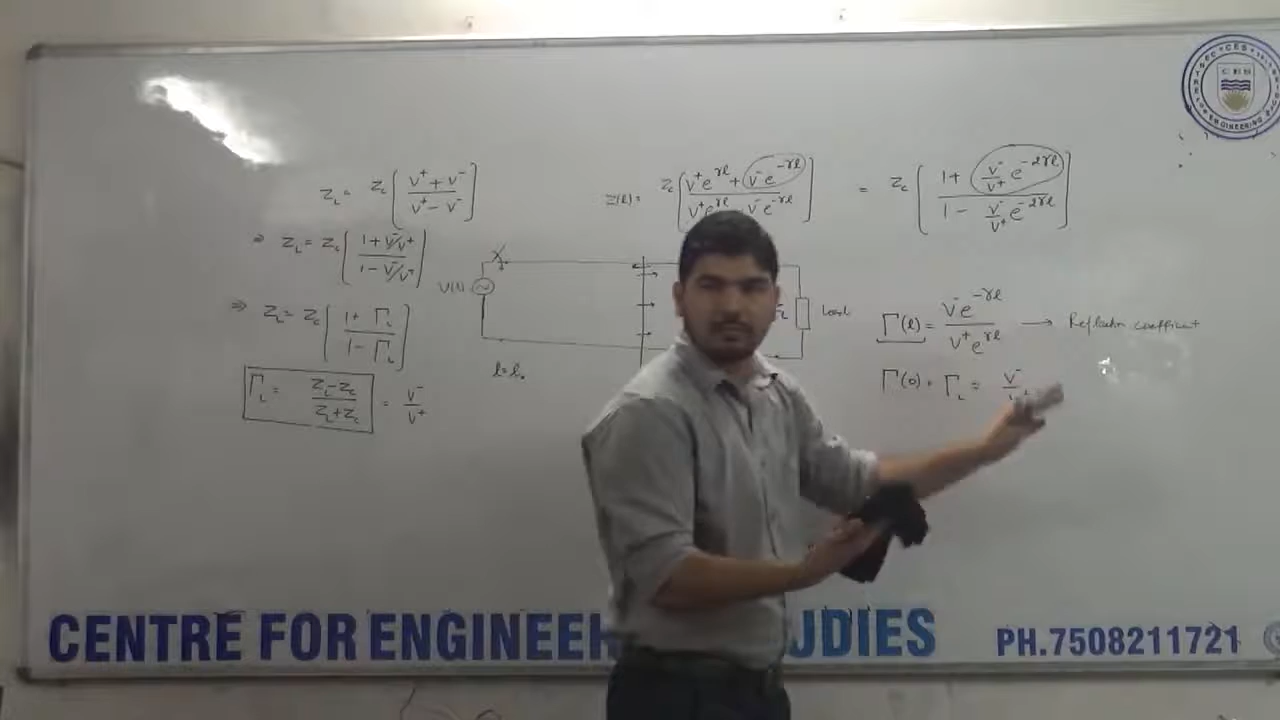 Z_L = Z_C [ (V⁺ + V⁻) / (V⁺ - V⁻) ]
⇒ Z_L = Z_C [ (1 + V⁻/V⁺) / (1 - V⁻/V⁺) ]
⇒ Z_L = Z_C [ (1 + Γ_L) / (1 - Γ_L) ]
Γ_L = (Z_L - Z_C) / (Z_L + Z_C) = V⁻ / V⁺
Z(l) = Z_C [ (V⁺e^{γl} + V⁻e^{-γl}) / (V⁺e^{γl} - V⁻e^{-γl}) ] = Z_C [ (1 + V⁻/V⁺ e^{-2γl}) / (1 - V⁻/V⁺ e^{-2γl}) ]
~
Load
Γ(l) = V⁻e^{-γl} / V⁺e^{γl} → Reflection coefficient
Γ(0) = Γ_L = V⁻
CES
CENTRE FOR ENGINEE UDIES
PH.7508211721